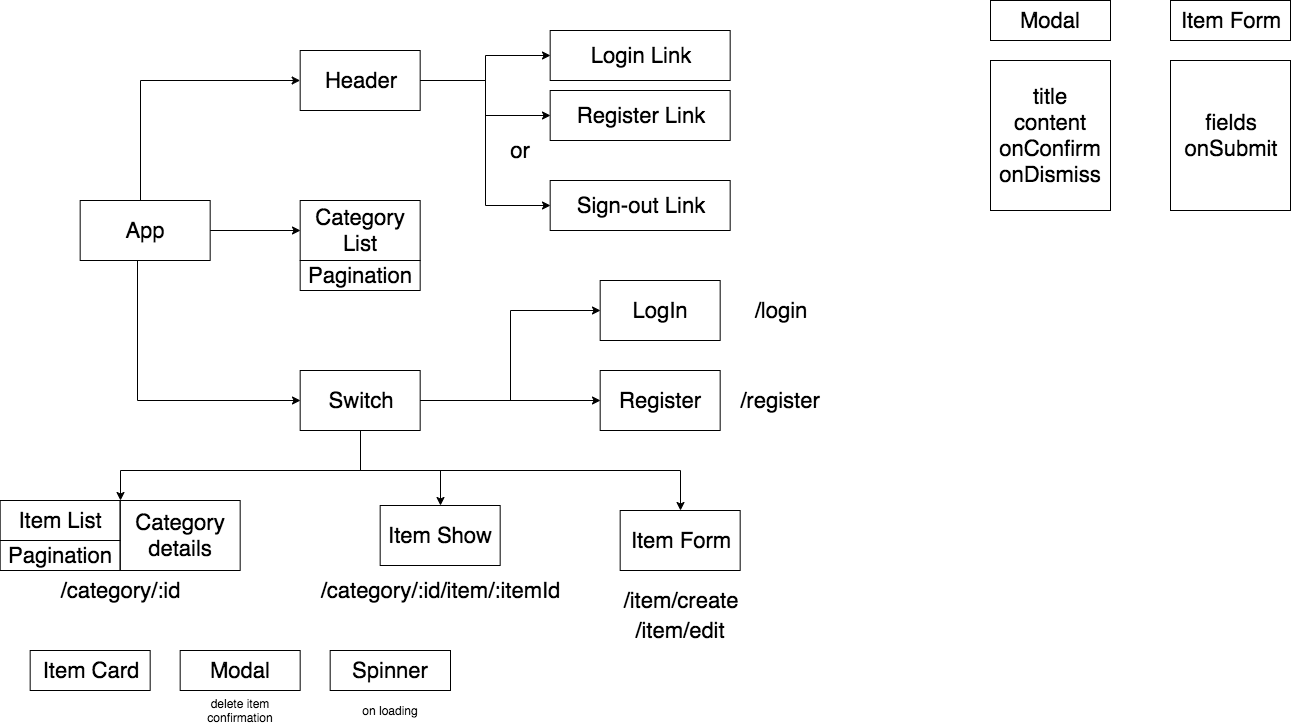 Modal
Item Form
Login Link
Header
title
content
onConfirm
onDismiss
fields
onSubmit
Register Link
or
Sign-out Link
App
Category
List
Pagination
LogIn
/login
Switch
Register
/register
Item List
Pagination
Category
details
/category/:id
Item Show
/category/:id/item/:itemId
Item Form
/item/create
/item/edit
Item Card
Modal
delete item
confirmation
Spinner
on loading